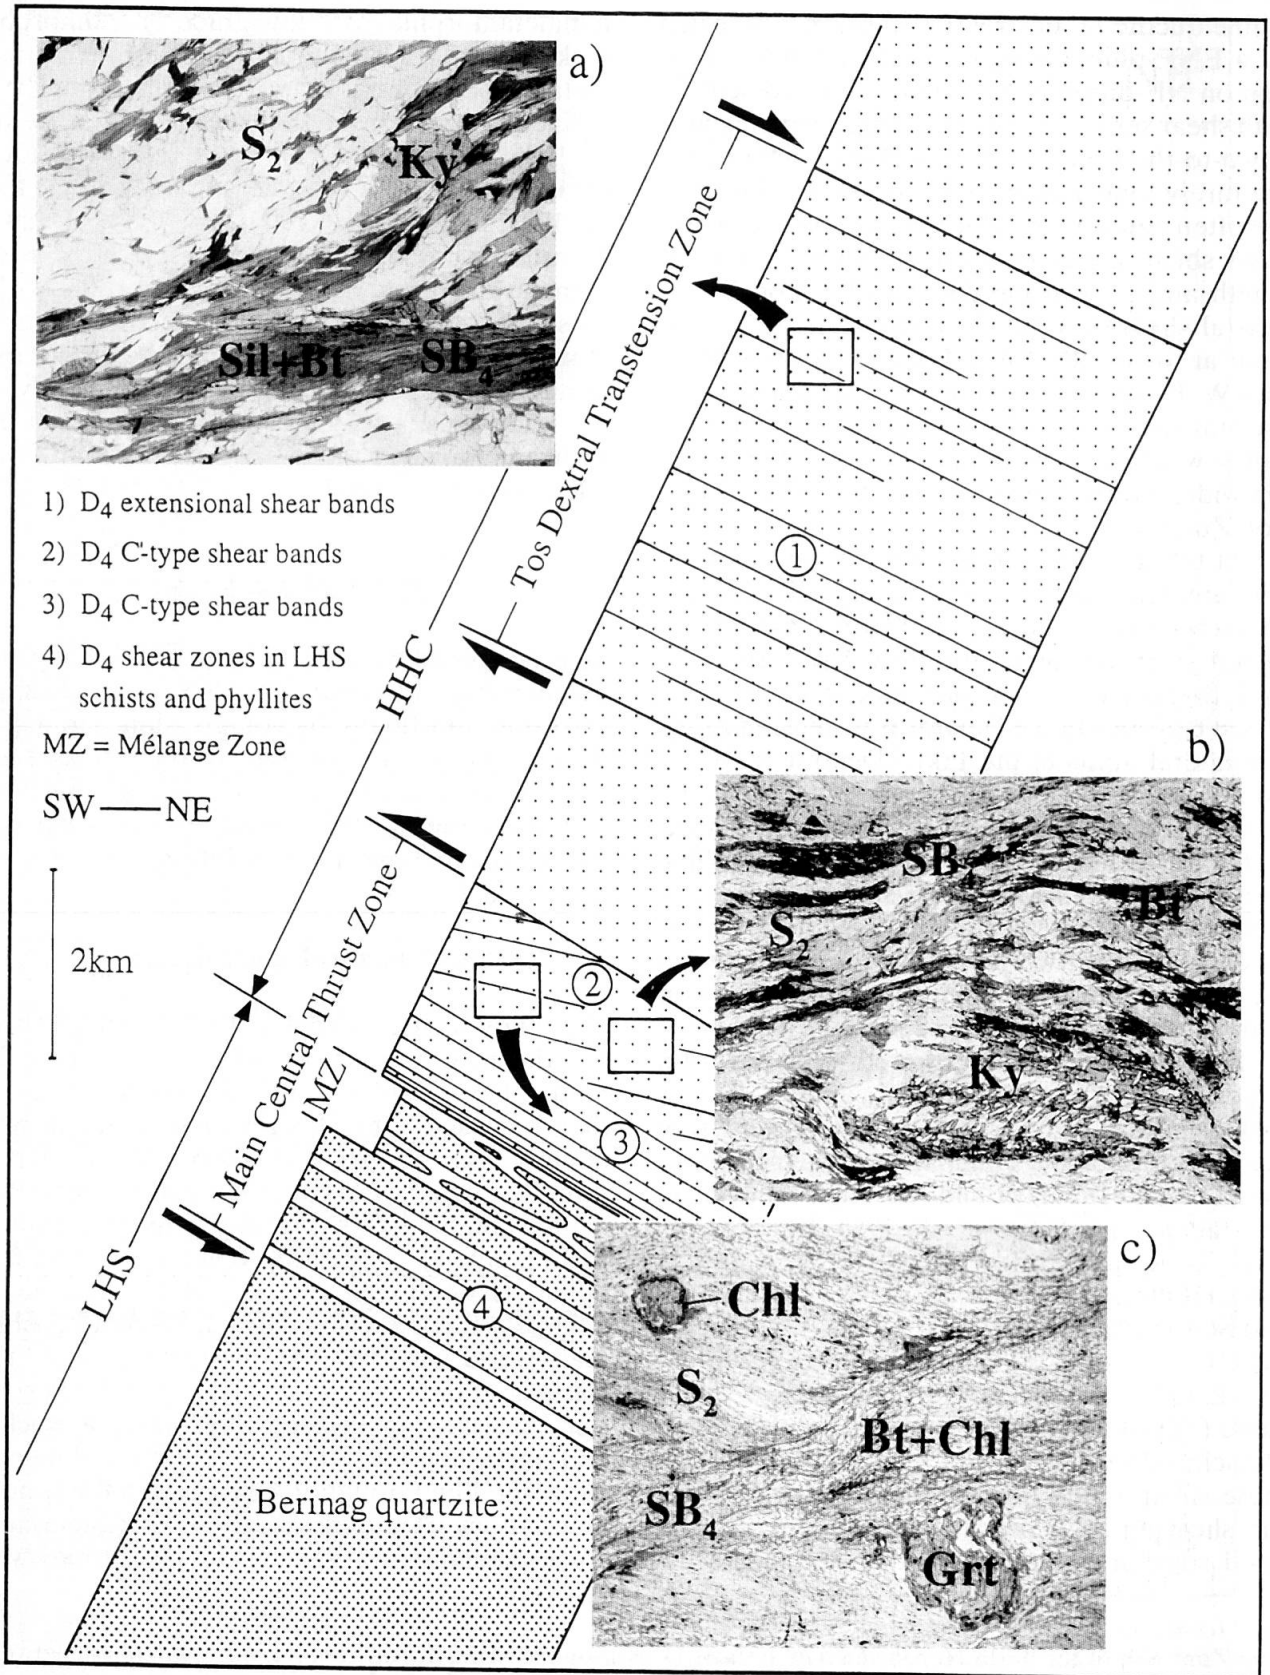 a)
S2
Ky
Sil+Bt
SB4
1) D4 extensional shear bands
2) D4 C'-type shear bands
3) D4 C-type shear bands
4) D4 shear zones in LHS
schists and phyllites
MZ = Mélange Zone
SW — NE
2km
Tos Dextral Transtension Zone
HHC
Main Central Thrust Zone
MZ
LHS
1
2
3
4
Berinag quartzite
b)
SB4
Bt
S2
Ky
c)
Chl
S2
Bt+Chl
SB4
Grt